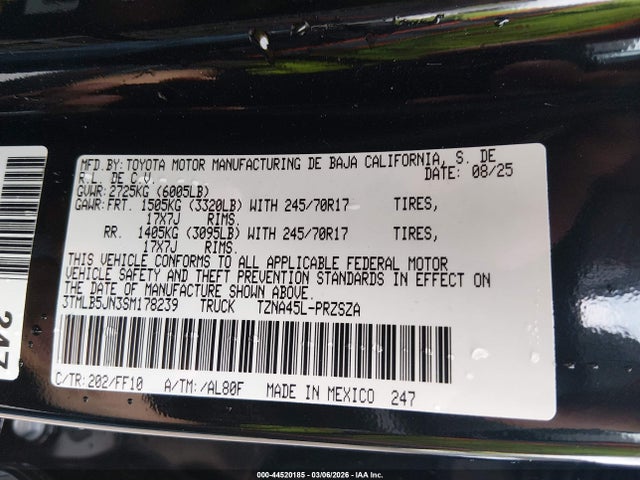 MFD.BY: TOYOTA MOTOR MANUFACTURING DE BAJA CALIFORNIA, S. DE
R.L. DE C.V. DATE: 08/25
GVWR: 2725KG (6005LB)
GAWR: FRT. 1505KG (3320LB) WITH 245/70R17 TIRES,
17X7J RIMS.
RR. 1405KG (3095LB) WITH 245/70R17 TIRES,
17X7J RIMS.
THIS VEHICLE CONFORMS TO ALL APPLICABLE FEDERAL MOTOR
VEHICLE SAFETY AND THEFT PREVENTION STANDARDS IN EFFECT ON
THE DATE OF MANUFACTURE SHOWN ABOVE.
3TMLB5JN3SM178239 TRUCK TZNA45L-PRZSZA
C/TR: 202/FF10 A/TM: /AL80F MADE IN MEXICO 247
247
000-44520185 - 03/06/2026 - IAA Inc.